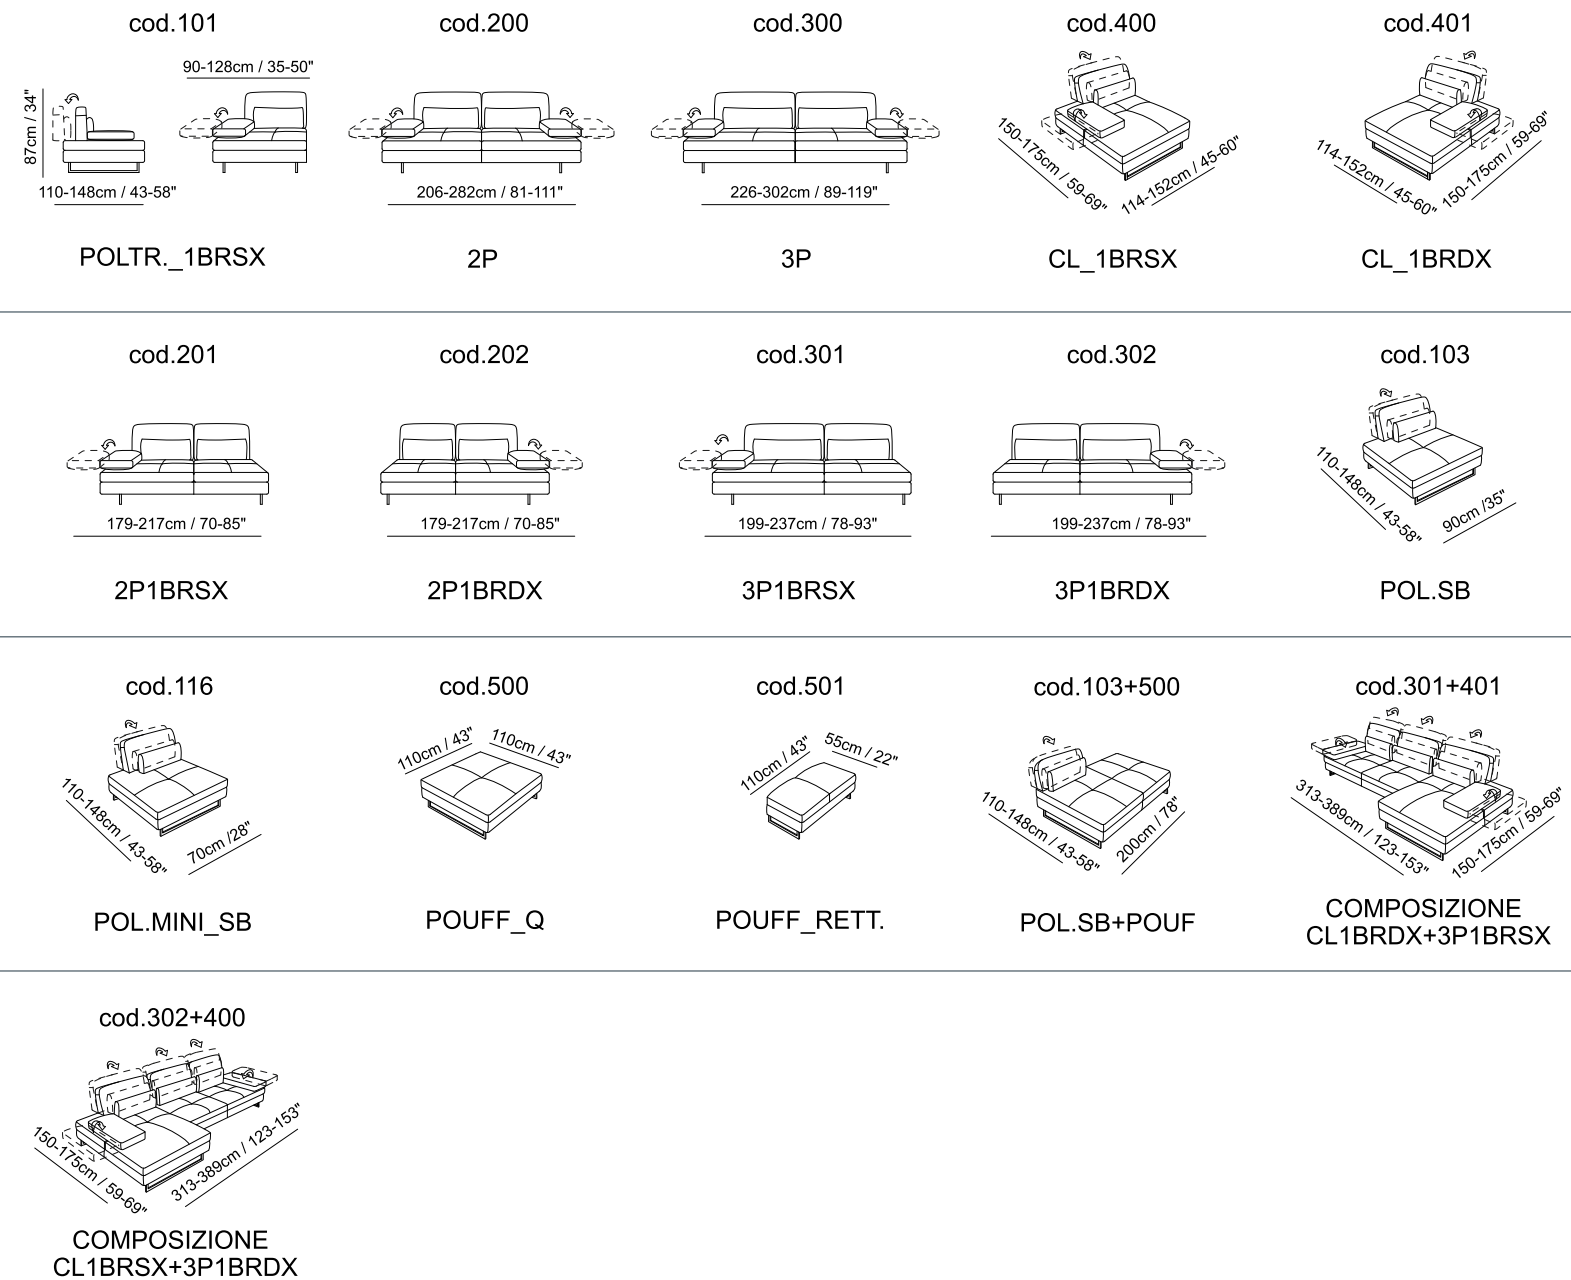 cod.101
cod.200
cod.300
cod.400
cod.401
90-128cm / 35-50"
87cm / 34"
110-148cm / 43-58"
206-282cm / 81-111"
226-302cm / 89-119"
150-175cm / 59-69"
114-152cm / 45-60"
114-152cm / 45-60"
150-175cm / 59-69"
POLTR._1BRSX
2P
3P
CL_1BRSX
CL_1BRDX
cod.201
cod.202
cod.301
cod.302
cod.103
179-217cm / 70-85"
179-217cm / 70-85"
199-237cm / 78-93"
199-237cm / 78-93"
110-148cm / 43-58"
90cm /35"
2P1BRSX
2P1BRDX
3P1BRSX
3P1BRDX
POL.SB
cod.116
cod.500
cod.501
cod.103+500
cod.301+401
110-148cm / 43-58"
70cm /28"
110cm / 43"
110cm / 43"
110cm / 43"
55cm / 22"
110-148cm / 43-58"
200cm / 78"
313-389cm / 123-153"
150-175cm / 59-69"
POL.MINI_SB
POUFF_Q
POUFF_RETT.
POL.SB+POUF
COMPOSIZIONE
CL1BRDX+3P1BRSX
cod.302+400
150-175cm / 59-69"
313-389cm / 123-153"
COMPOSIZIONE
CL1BRSX+3P1BRDX